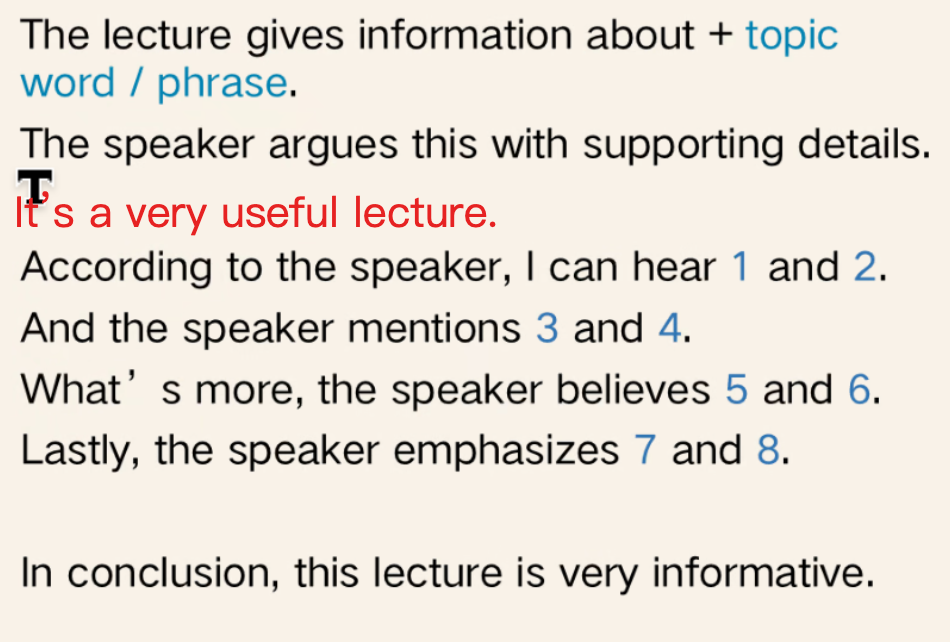 The lecture gives information about + topic
word / phrase.
The speaker argues this with supporting details.
T
It’s a very useful lecture.
According to the speaker, I can hear 1 and 2.
And the speaker mentions 3 and 4.
What’ s more, the speaker believes 5 and 6.
Lastly, the speaker emphasizes 7 and 8.
In conclusion, this lecture is very informative.